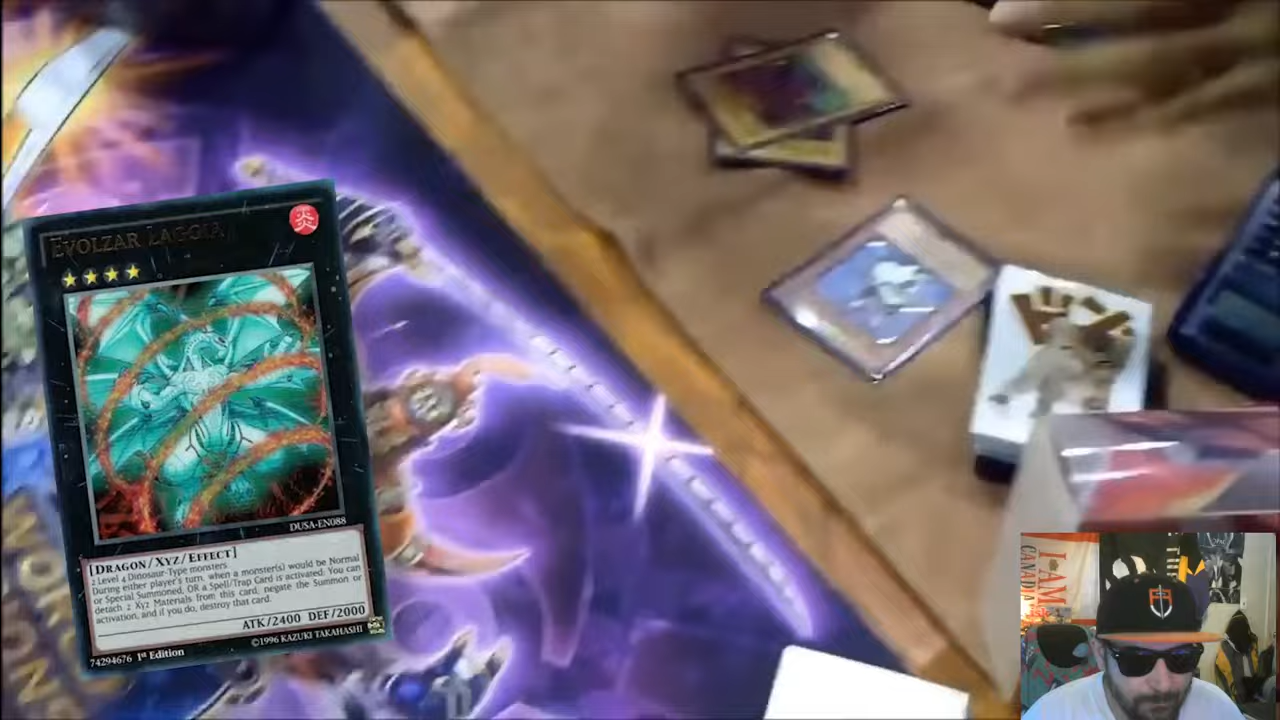 EVOLZAR LAGGIA
炎
DUSA-EN088
[DRAGON/XYZ/EFFECT]
2 Level 4 Dinosaur-Type monsters
During either player's turn, when a monster(s) would be Normal
or Special Summoned, OR a Spell/Trap Card is activated: You can
detach 2 Xyz Materials from this card; negate the Summon or
activation, and if you do, destroy that card.
ATK/2400 DEF/2000
74294676 1st Edition
©1996 KAZUKI TAKAHASHI
I AM
CANADIAN